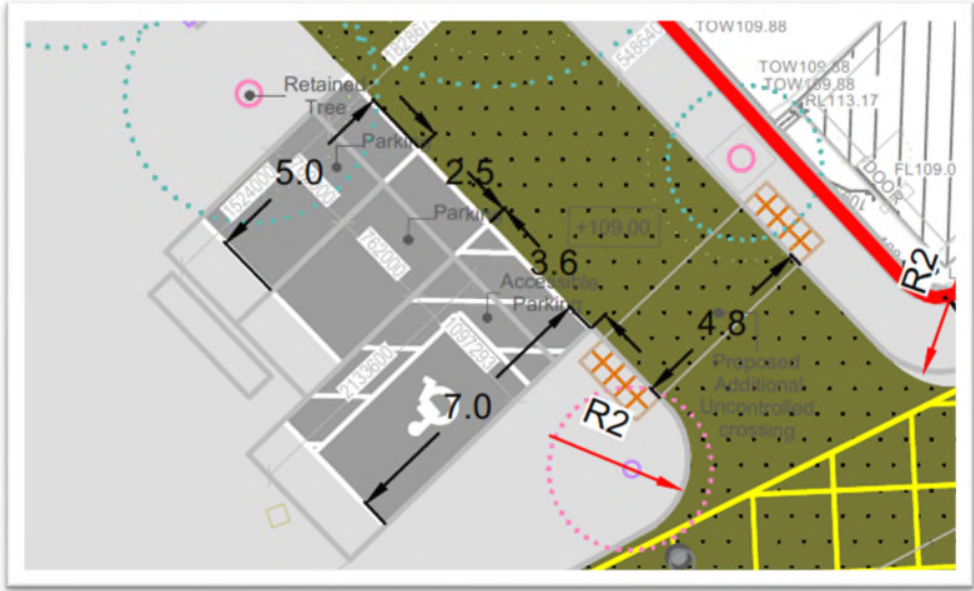 TOW109.88
548640
TOW109.88
TOW109.88
RL113.17
Retained
Tree
Parking
5.0
1524000
DOOR
FL109.0
2.5
Parking
762000
+109.00
3.6
Accessible
Parking
R2
4.8
1097293
2133600
7.0
R2
Proposed
Additional
Uncontrolled
crossing